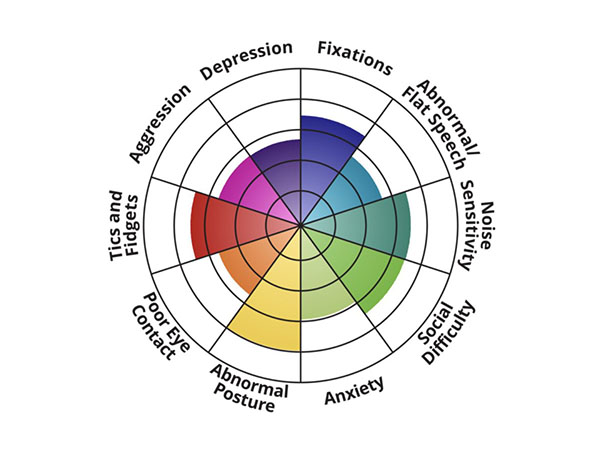 Depression
Fixations
Abnormal/
Flat Speech
Noise
Sensitivity
Social
Difficulty
Anxiety
Abnormal
Posture
Poor Eye
Contact
Tics and
Fidgets
Aggression